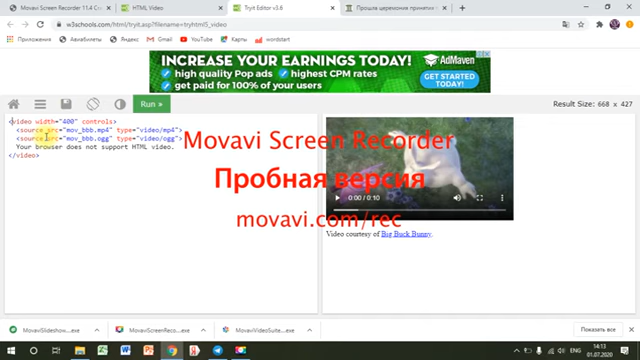 Movavi Screen Recorder 11.4 Co
HTML Video
Tryit Editor v3.6
Прошла церемония принятия
w3schools.com/html/tryit.asp?filename=tryhtml5_video
Приложения
Авиабилеты
Яндекс
Gmail
YouTube
Карты
wordstart
INCREASE YOUR EARNINGS TODAY!
high quality Pop ads
highest CPM rates
get paid for 100% of your users
AdMaven
GET STARTED TODAY!
Run »
Result Size: 668 x 427
<video width="400" controls>
<source src="mov_bbb.mp4" type="video/mp4">
<source src="mov_bbb.ogg" type="video/ogg">
Your browser does not support HTML video.
</video>
Movavi Screen Recorder
Пробная версия
movavi.com/rec
0:00 / 0:10
Video courtesy of Big Buck Bunny.
MovaviSlideshow....exe
MovaviScreenRecor....exe
MovaviVideoSuite....exe
Показать все
ENG
14:13
01.07.2020